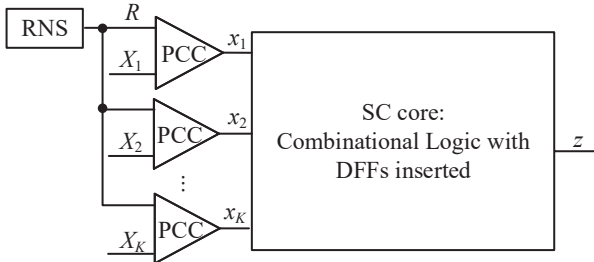 RNS
R
PCC
X1
x1
PCC
X2
x2
⋮
PCC
XK
xK
SC core:
Combinational Logic with
DFFs inserted
z